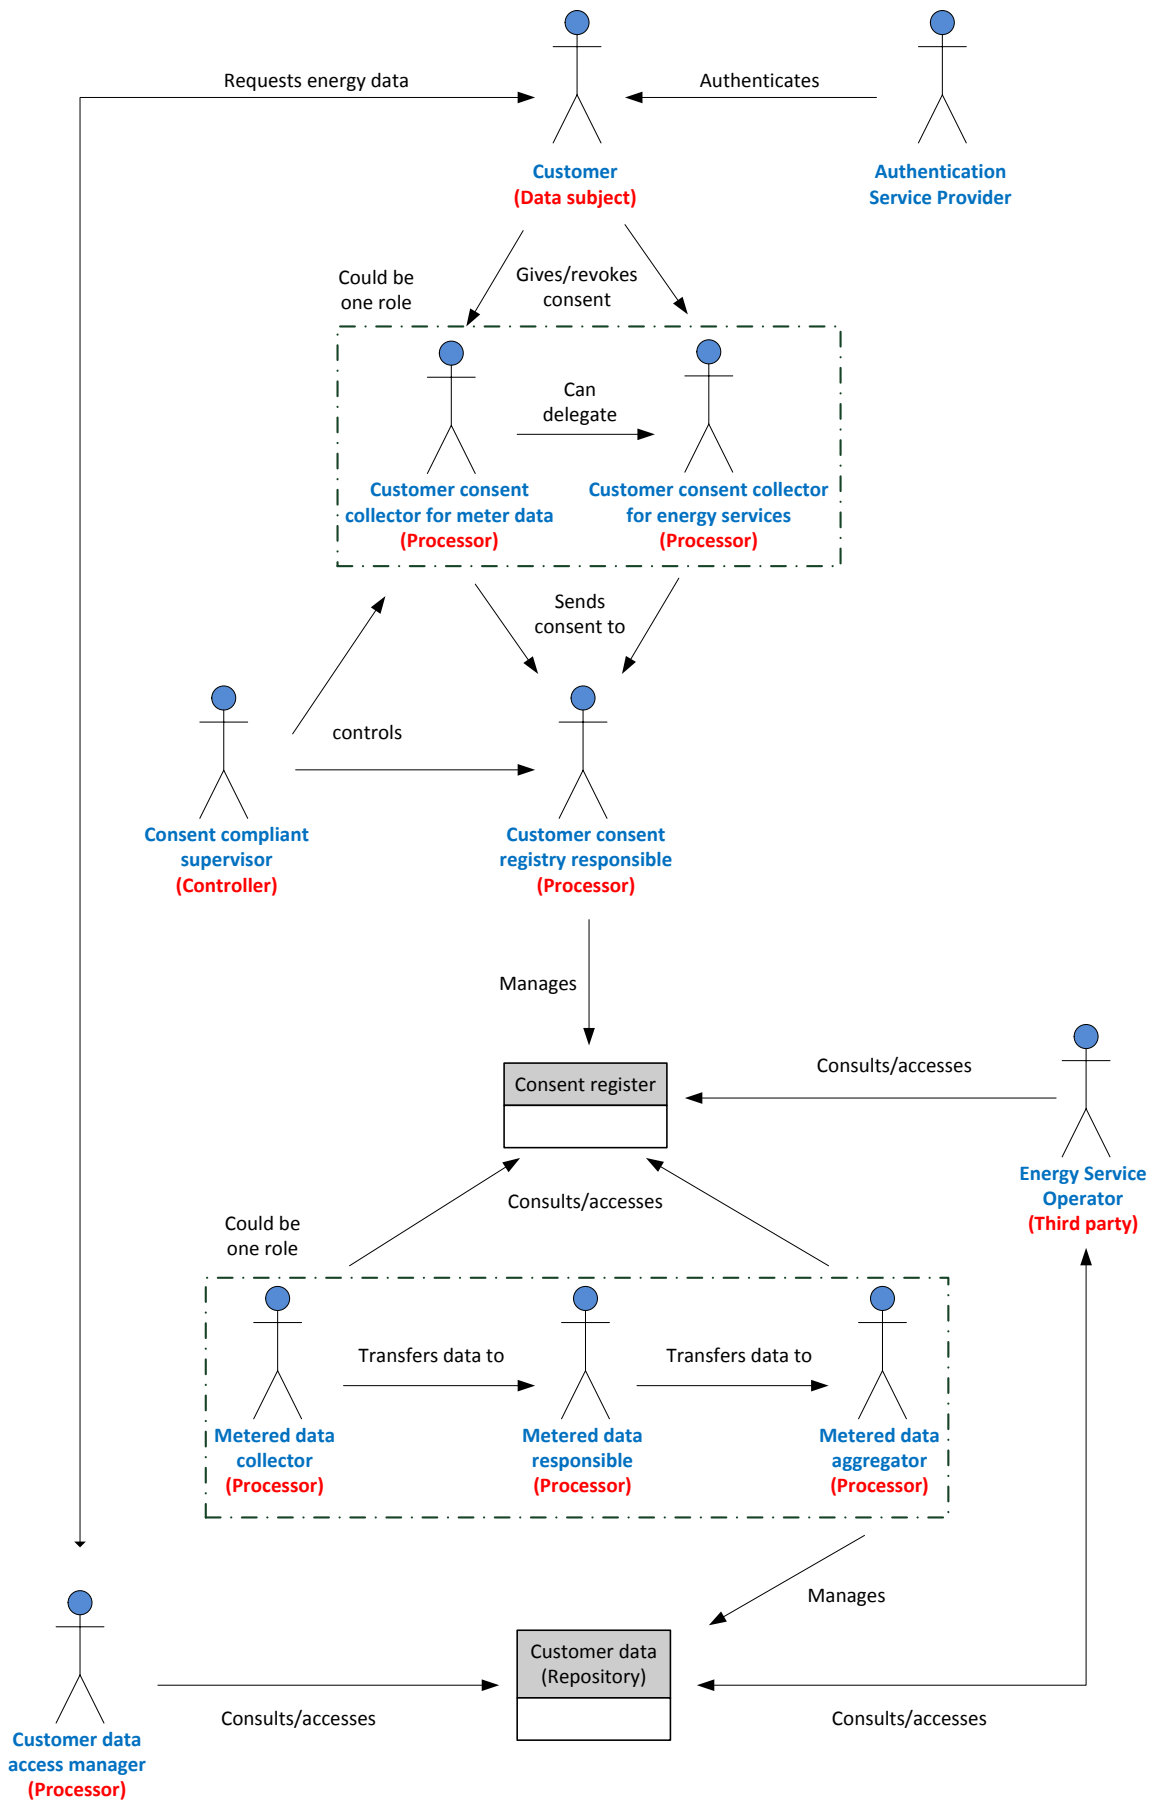 Requests energy data
Authenticates
Customer
(Data subject)
Authentication
Service Provider
Could be
one role
Gives/revokes
consent
Can
delegate
Customer consent
collector for meter data
(Processor)
Customer consent collector
for energy services
(Processor)
Sends
consent to
controls
Consent compliant
supervisor
(Controller)
Customer consent
registry responsible
(Processor)
Manages
Consent register
Consults/accesses
Energy Service
Operator
(Third party)
Consults/accesses
Could be
one role
Transfers data to
Transfers data to
Metered data
collector
(Processor)
Metered data
responsible
(Processor)
Metered data
aggregator
(Processor)
Manages
Customer data
(Repository)
Consults/accesses
Consults/accesses
Customer data
access manager
(Processor)